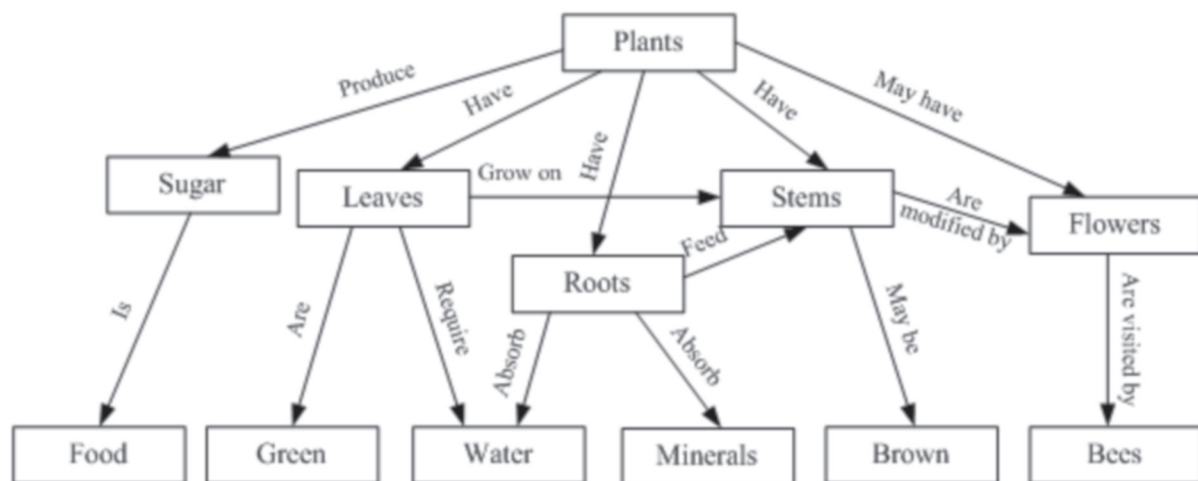 Plants
Produce
Have
Have
Have
May have
Sugar
Leaves
Grow on
Stems
Are
modified by
Flowers
Roots
Feed
Is
Are
Require
Absorb
Absorb
May be
Are visited by
Food
Green
Water
Minerals
Brown
Bees